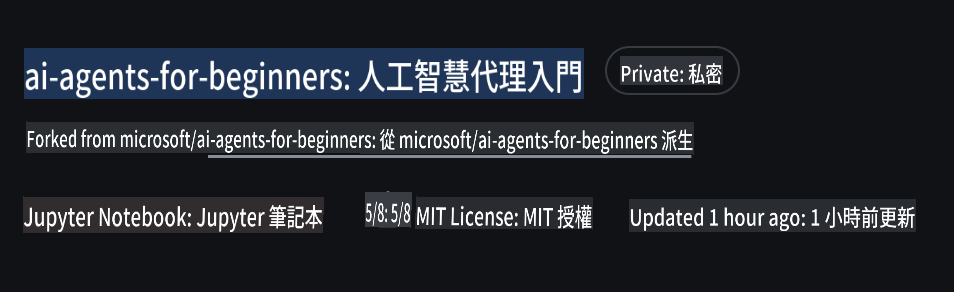 ai-agents-for-beginners: 人工智慧代理入門 Private: 私密
Forked from microsoft/ai-agents-for-beginners: 從 microsoft/ai-agents-for-beginners 派生
Jupyter Notebook: Jupyter 筆記本 5/8: 5/8 MIT License: MIT 授權 Updated 1 hour ago: 1 小時前更新